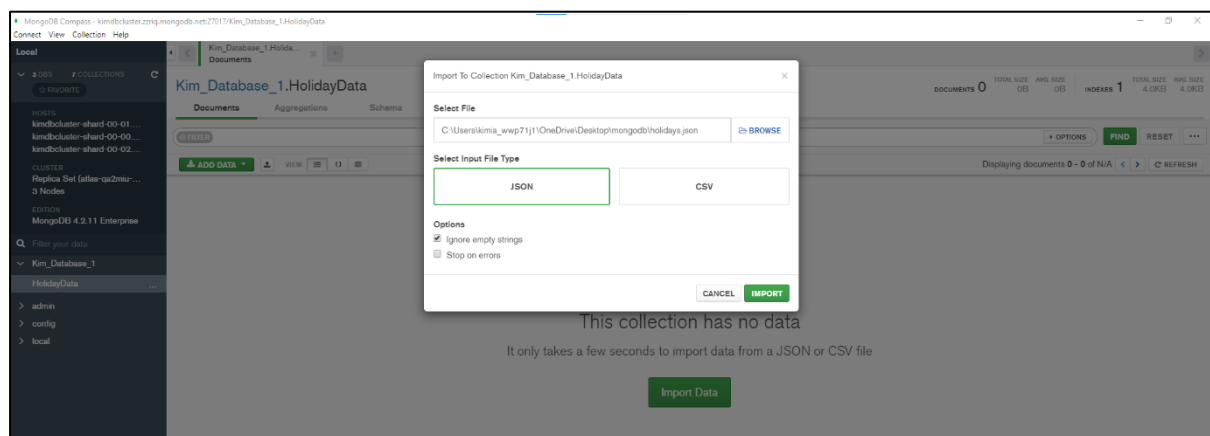 MongoDB Compass - kimdbcluster.zzriq.mongodb.net:27017/Kim_Database_1.HolidayData
Connect View Collection Help
Local
3 DBS 7 COLLECTIONS
FAVORITE
HOSTS
kimdbcluster-shard-00-01....
kimdbcluster-shard-00-00....
kimdbcluster-shard-00-02....
CLUSTER
Replica Set (atlas-qa2miu-...
3 Nodes
EDITION
MongoDB 4.2.11 Enterprise
Filter your data
Kim_Database_1
HolidayData ...
admin
config
local
Kim_Database_1.Holida...
Documents
Kim_Database_1.HolidayData
DOCUMENTS 0 TOTAL SIZE 0B AVG. SIZE 0B INDEXES 1 TOTAL SIZE 4.0KB AVG. SIZE 4.0KB
Documents Aggregations Schema
FILTER
OPTIONS FIND RESET ...
ADD DATA VIEW
Displaying documents 0 - 0 of N/A < > REFRESH
Import To Collection Kim_Database_1.HolidayData
Select File
C:\Users\kimia_wwp71j1\OneDrive\Desktop\mongodb\holidays.json BROWSE
Select Input File Type
JSON CSV
Options
Ignore empty strings
Stop on errors
CANCEL IMPORT
This collection has no data
It only takes a few seconds to import data from a JSON or CSV file
Import Data